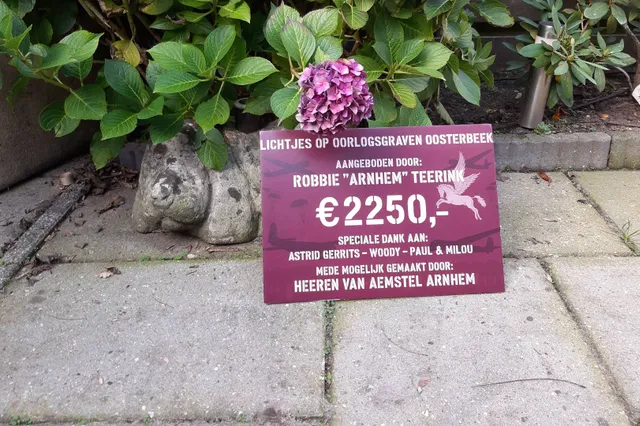 LICHTJES OP OORLOGSGRAVEN OOSTERBEEK
AANGEBODEN DOOR:
ROBBIE "ARNHEM" TEERINK
€2250,-
SPECIALE DANK AAN:
ASTRID GERRITS - WOODY - PAUL & MILOU
MEDE MOGELIJK GEMAAKT DOOR:
HEEREN VAN AEMSTEL ARNHEM